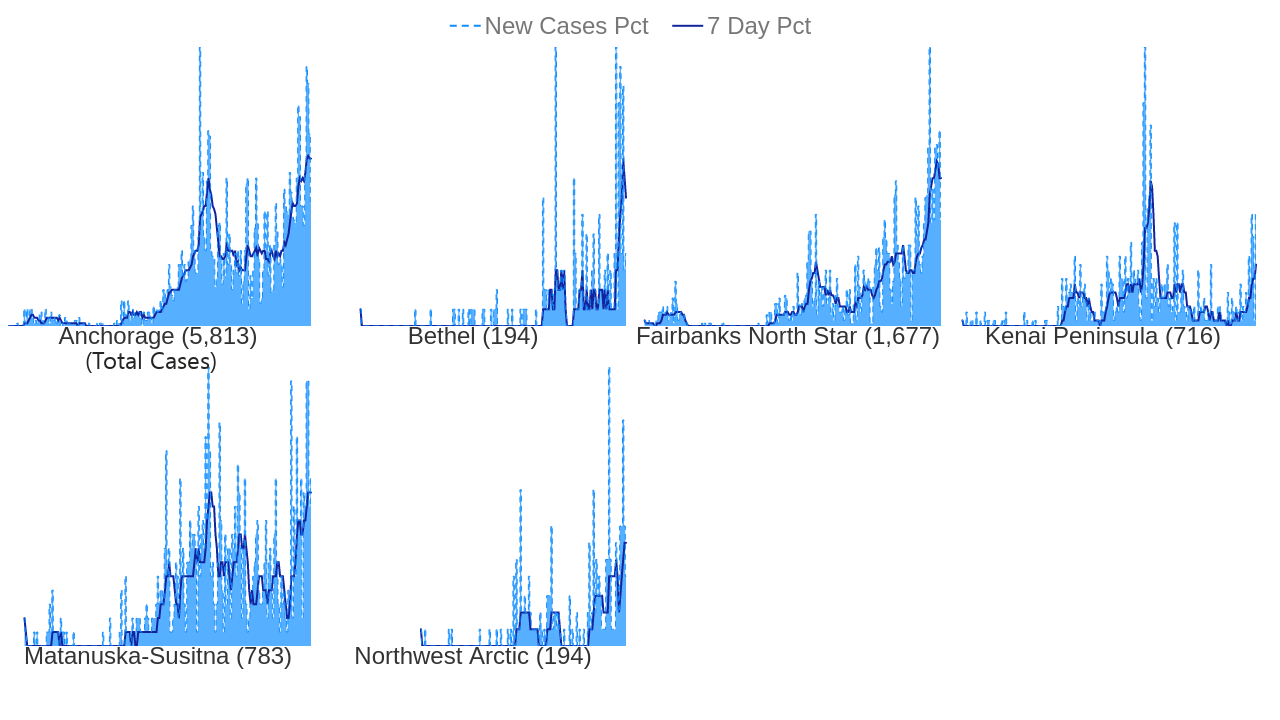 New Cases Pct 7 Day Pct
Anchorage (5,813) Bethel (194) Fairbanks North Star (1,677) Kenai Peninsula (716)
(Total Cases)
Matanuska-Susitna (783) Northwest Arctic (194)